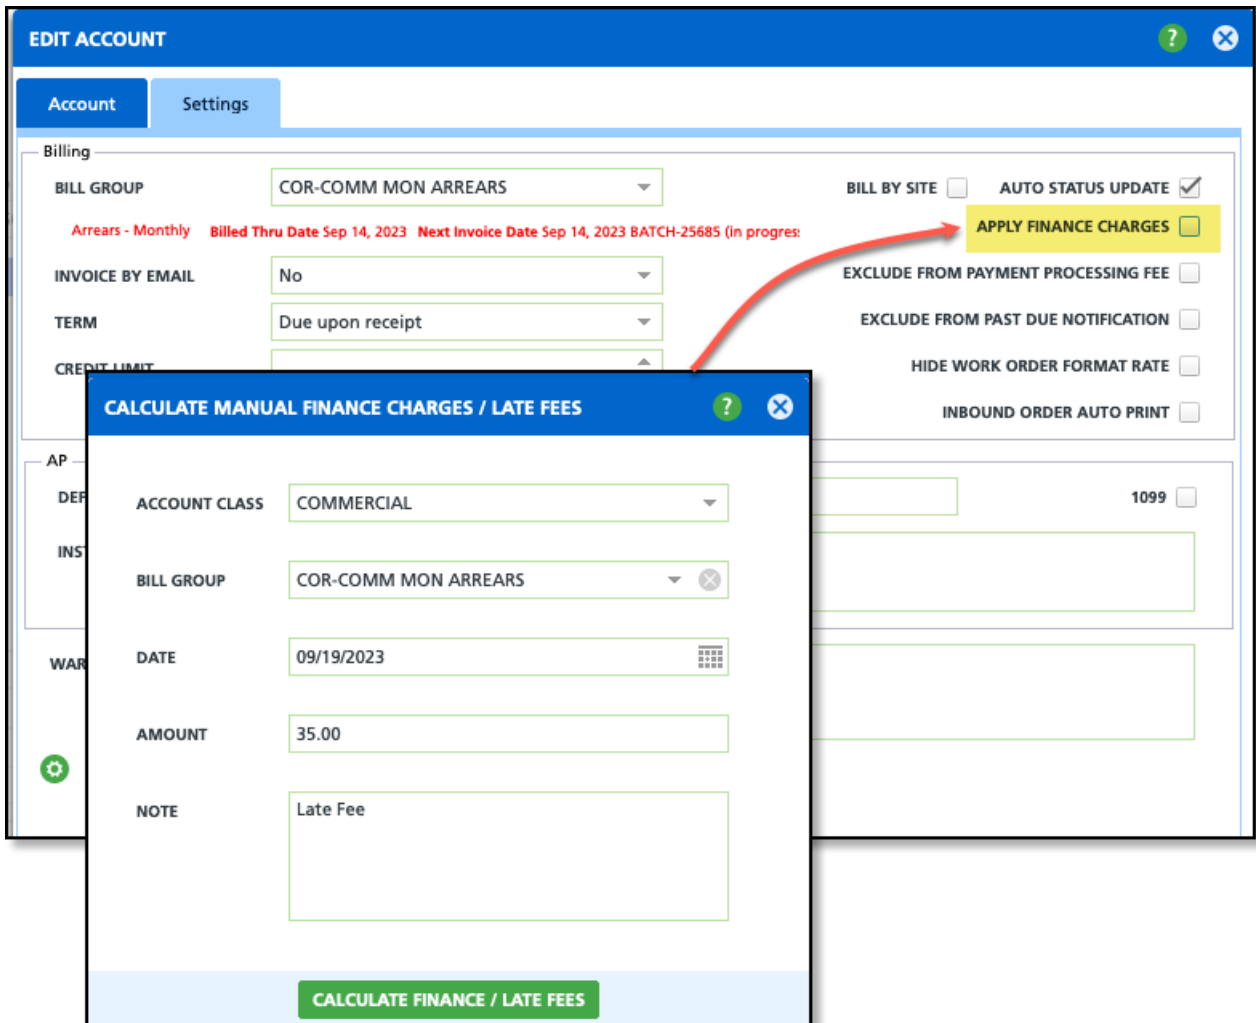 EDIT ACCOUNT ?
Account Settings
Billing
BILL GROUP COR-COMM MON ARREARS BILL BY SITE AUTO STATUS UPDATE
Arrears - Monthly Billed Thru Date Sep 14, 2023 Next Invoice Date Sep 14, 2023 BATCH-25685 (in progres
APPLY FINANCE CHARGES
INVOICE BY EMAIL No EXCLUDE FROM PAYMENT PROCESSING FEE
TERM Due upon receipt EXCLUDE FROM PAST DUE NOTIFICATION
CREDIT LIMIT HIDE WORK ORDER FORMAT RATE
INBOUND ORDER AUTO PRINT
AP
DEF 1099
INS
WAR
CALCULATE MANUAL FINANCE CHARGES / LATE FEES ?
ACCOUNT CLASS COMMERCIAL
BILL GROUP COR-COMM MON ARREARS
DATE 09/19/2023
AMOUNT 35.00
NOTE Late Fee
CALCULATE FINANCE / LATE FEES